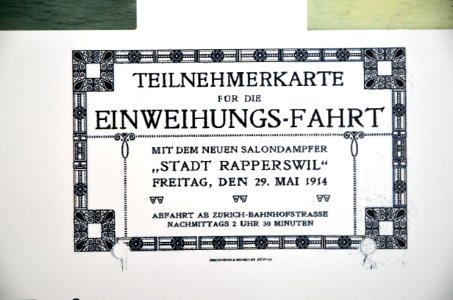 TEILNEHMERKARTE
FÜR DIE
EINWEIHUNGS-FAHRT
MIT DEM NEUEN SALONDAMPFER
„STADT RAPPERSWIL“
FREITAG, DEN 29. MAI 1914
ABFAHRT AB ZÜRICH-BAHNHOFSTRASSE
NACHMITTAGS 2 UHR 30 MINUTEN
ZÜRICH